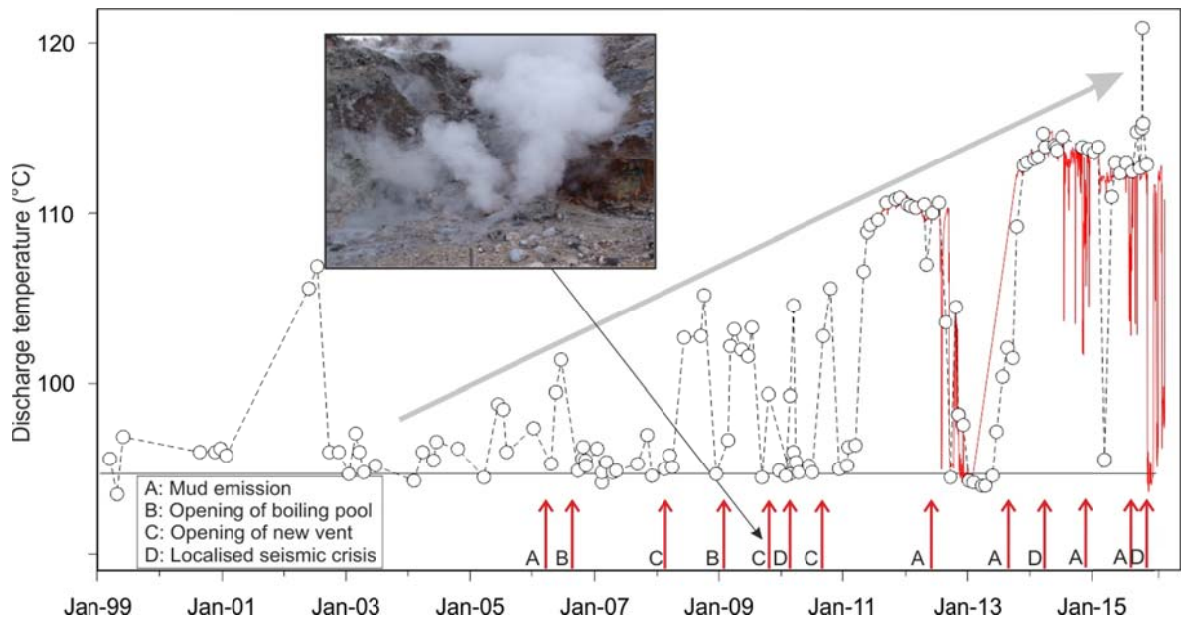 120
110
100
Discharge temperature (°C)
A: Mud emission
B: Opening of boiling pool
C: Opening of new vent
D: Localised seismic crisis
A B C B C D C A A D A A D
Jan-99 Jan-01 Jan-03 Jan-05 Jan-07 Jan-09 Jan-11 Jan-13 Jan-15